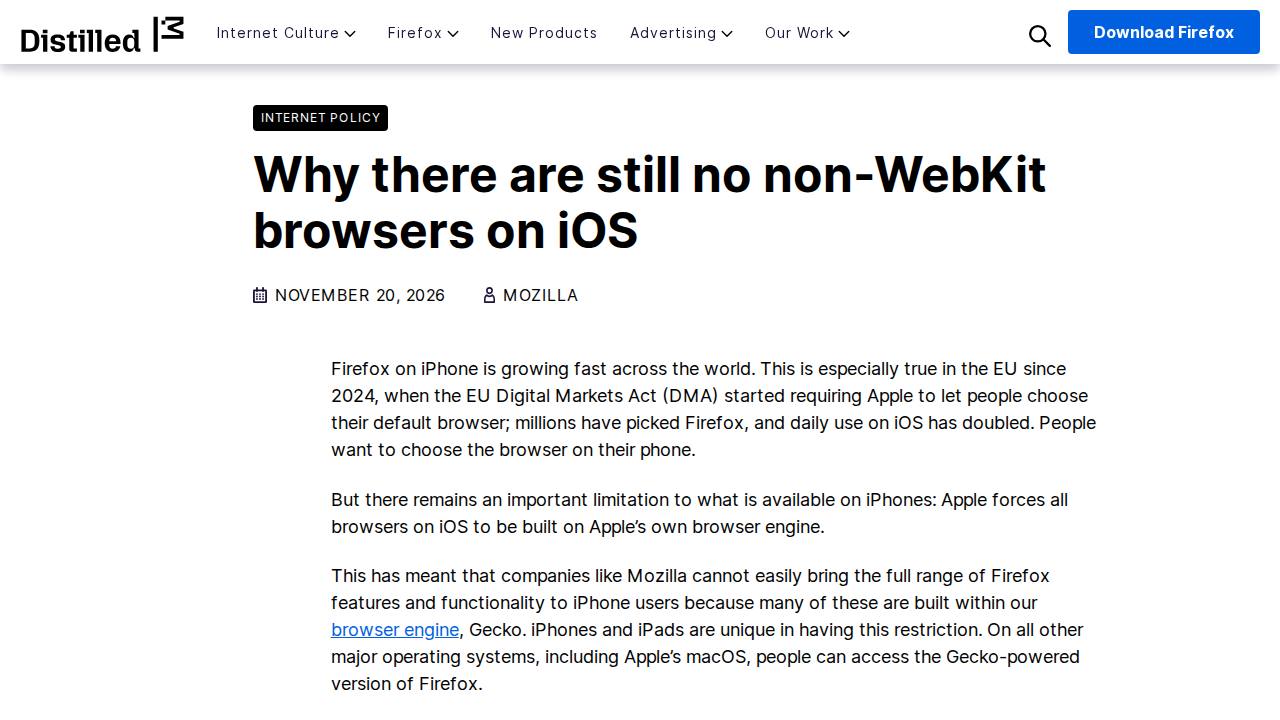 Distilled
Internet Culture
Firefox
New Products
Advertising
Our Work
Download Firefox
INTERNET POLICY
Why there are still no non-WebKit
browsers on iOS
NOVEMBER 20, 2026
MOZILLA
Firefox on iPhone is growing fast across the world. This is especially true in the EU since
2024, when the EU Digital Markets Act (DMA) started requiring Apple to let people choose
their default browser; millions have picked Firefox, and daily use on iOS has doubled. People
want to choose the browser on their phone.
But there remains an important limitation to what is available on iPhones: Apple forces all
browsers on iOS to be built on Apple’s own browser engine.
This has meant that companies like Mozilla cannot easily bring the full range of Firefox
features and functionality to iPhone users because many of these are built within our
browser engine, Gecko. iPhones and iPads are unique in having this restriction. On all other
major operating systems, including Apple’s macOS, people can access the Gecko-powered
version of Firefox.